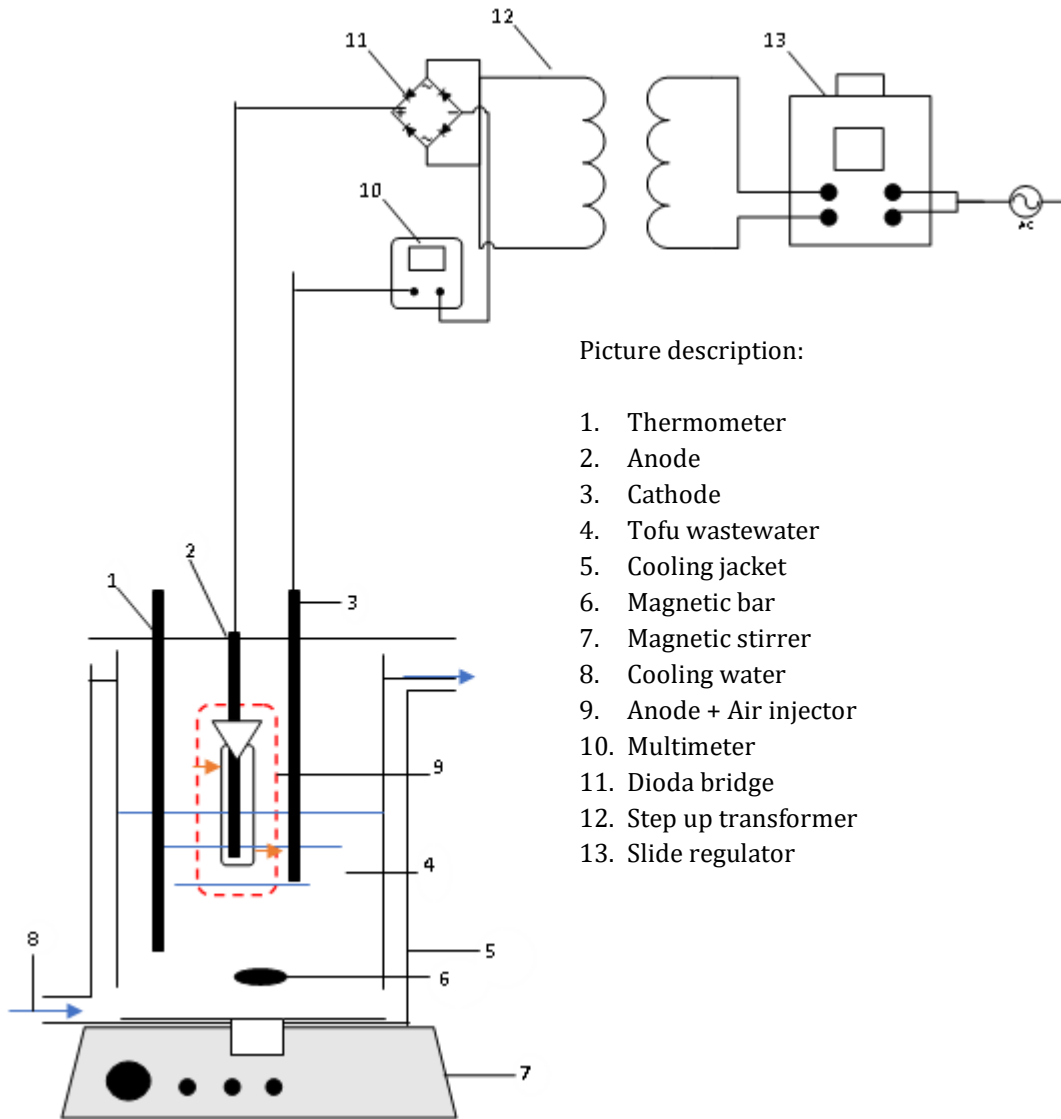 12
11
13
10
AC
Picture description:
1. Thermometer
2. Anode
3. Cathode
4. Tofu wastewater
5. Cooling jacket
6. Magnetic bar
7. Magnetic stirrer
8. Cooling water
9. Anode + Air injector
10. Multimeter
11. Dioda bridge
12. Step up transformer
13. Slide regulator
2
1
3
9
4
8
5
6
7